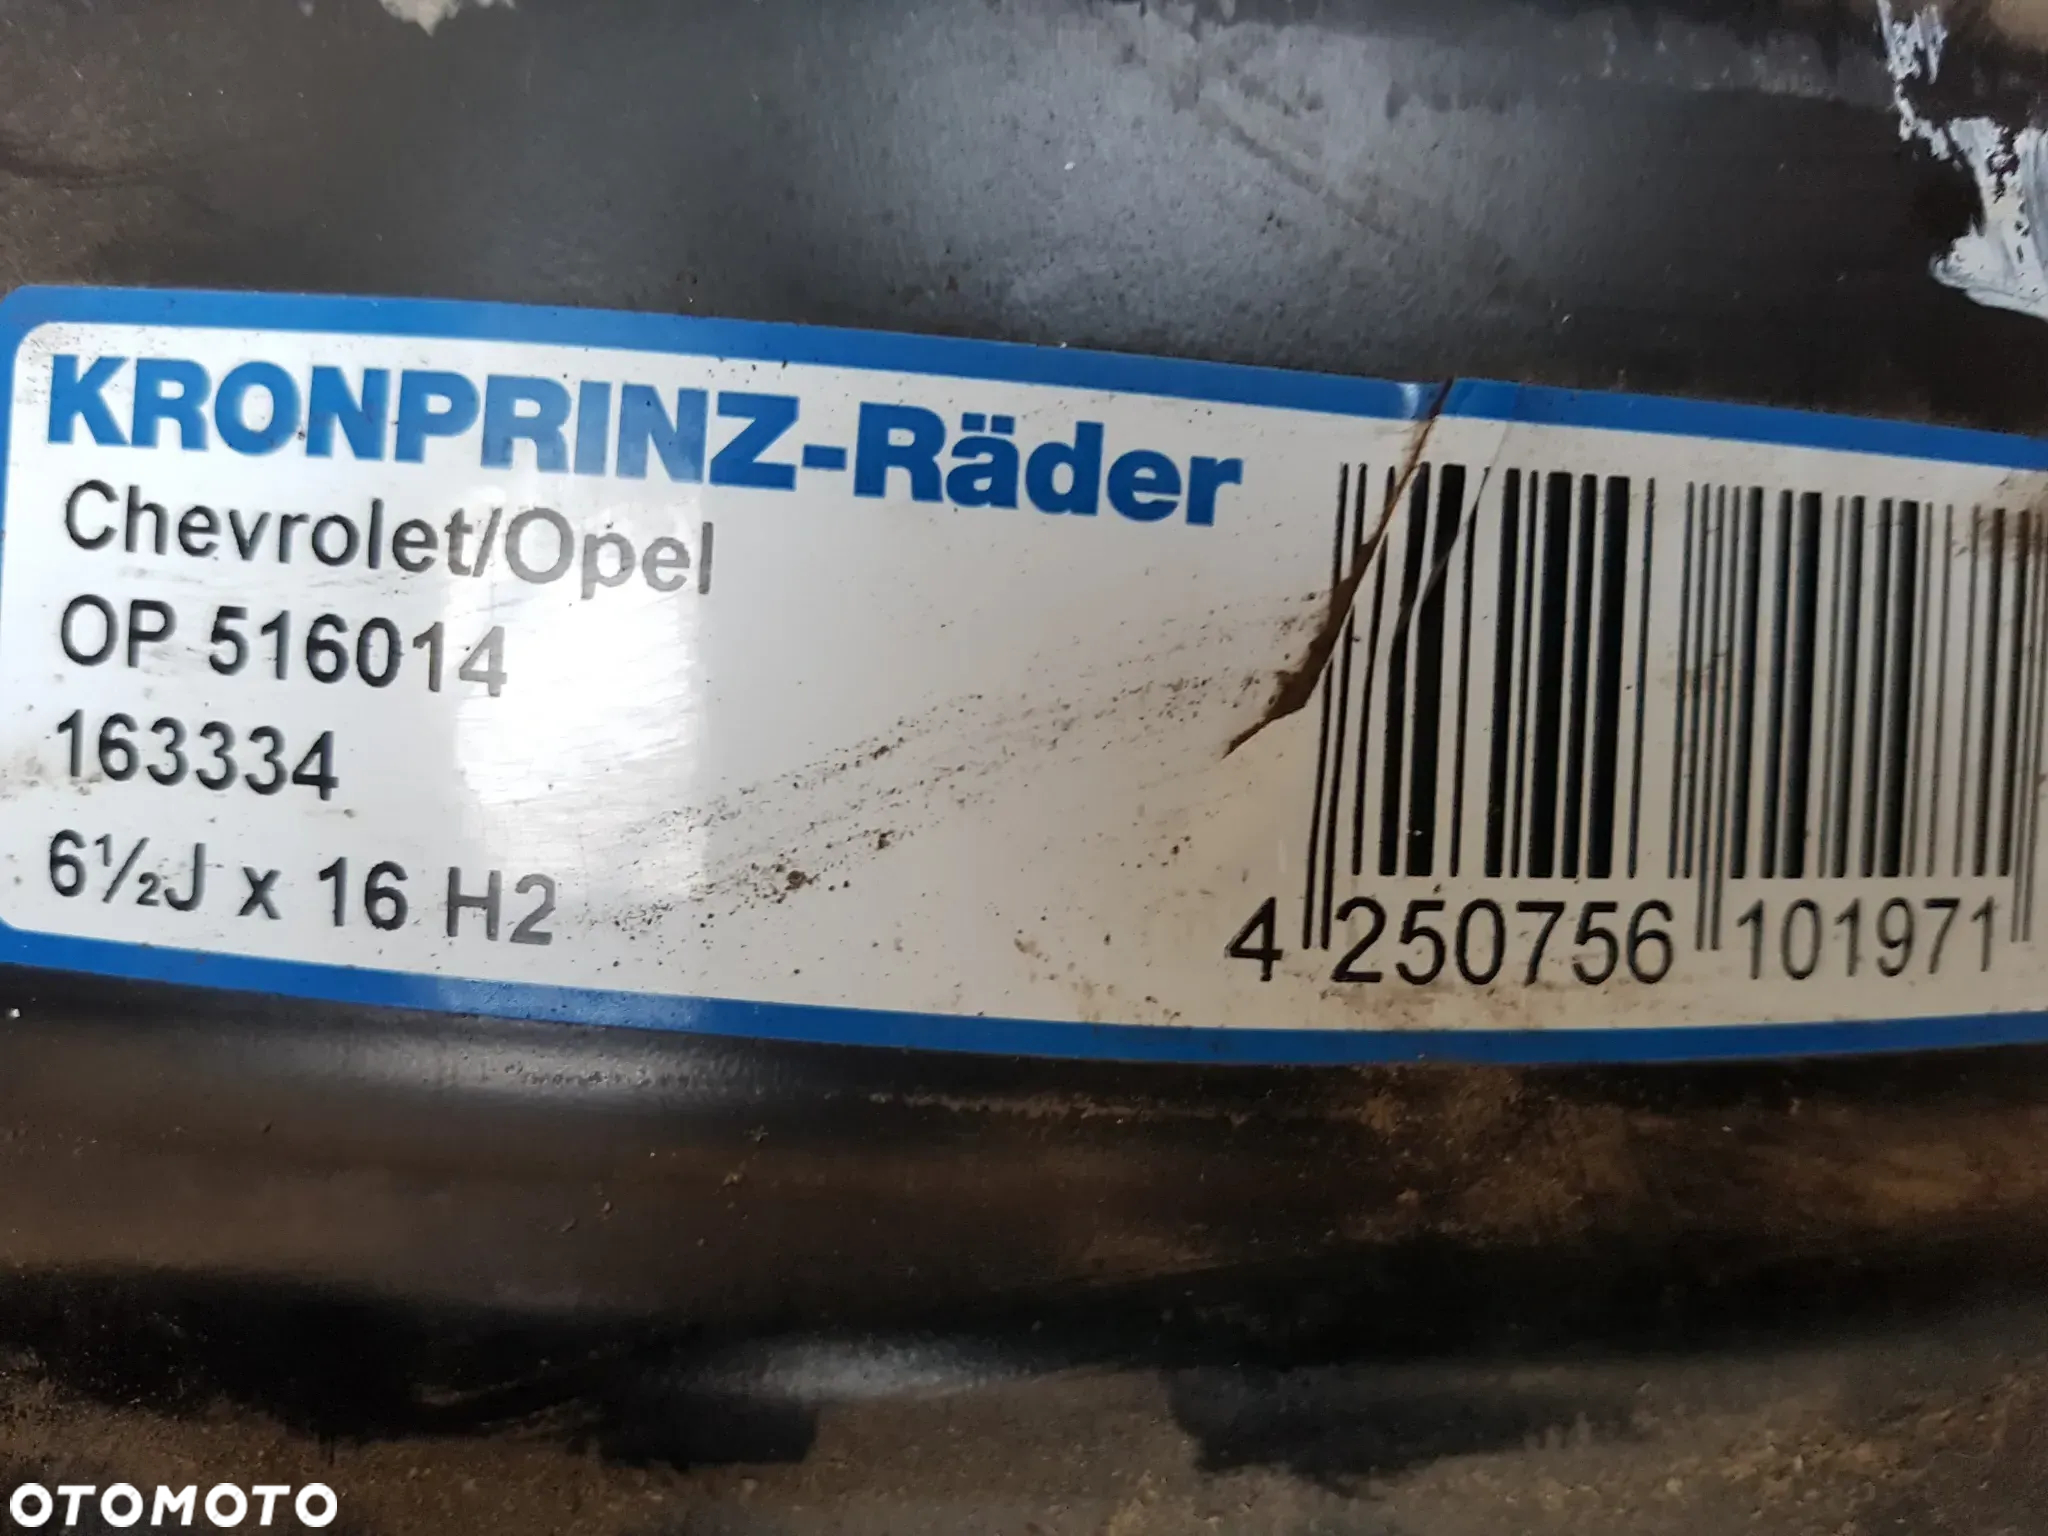 KRONPRINZ-Räder
Chevrolet/Opel
OP 516014
163334
6½J x 16 H2
4 250756 101971
OTOMOTO